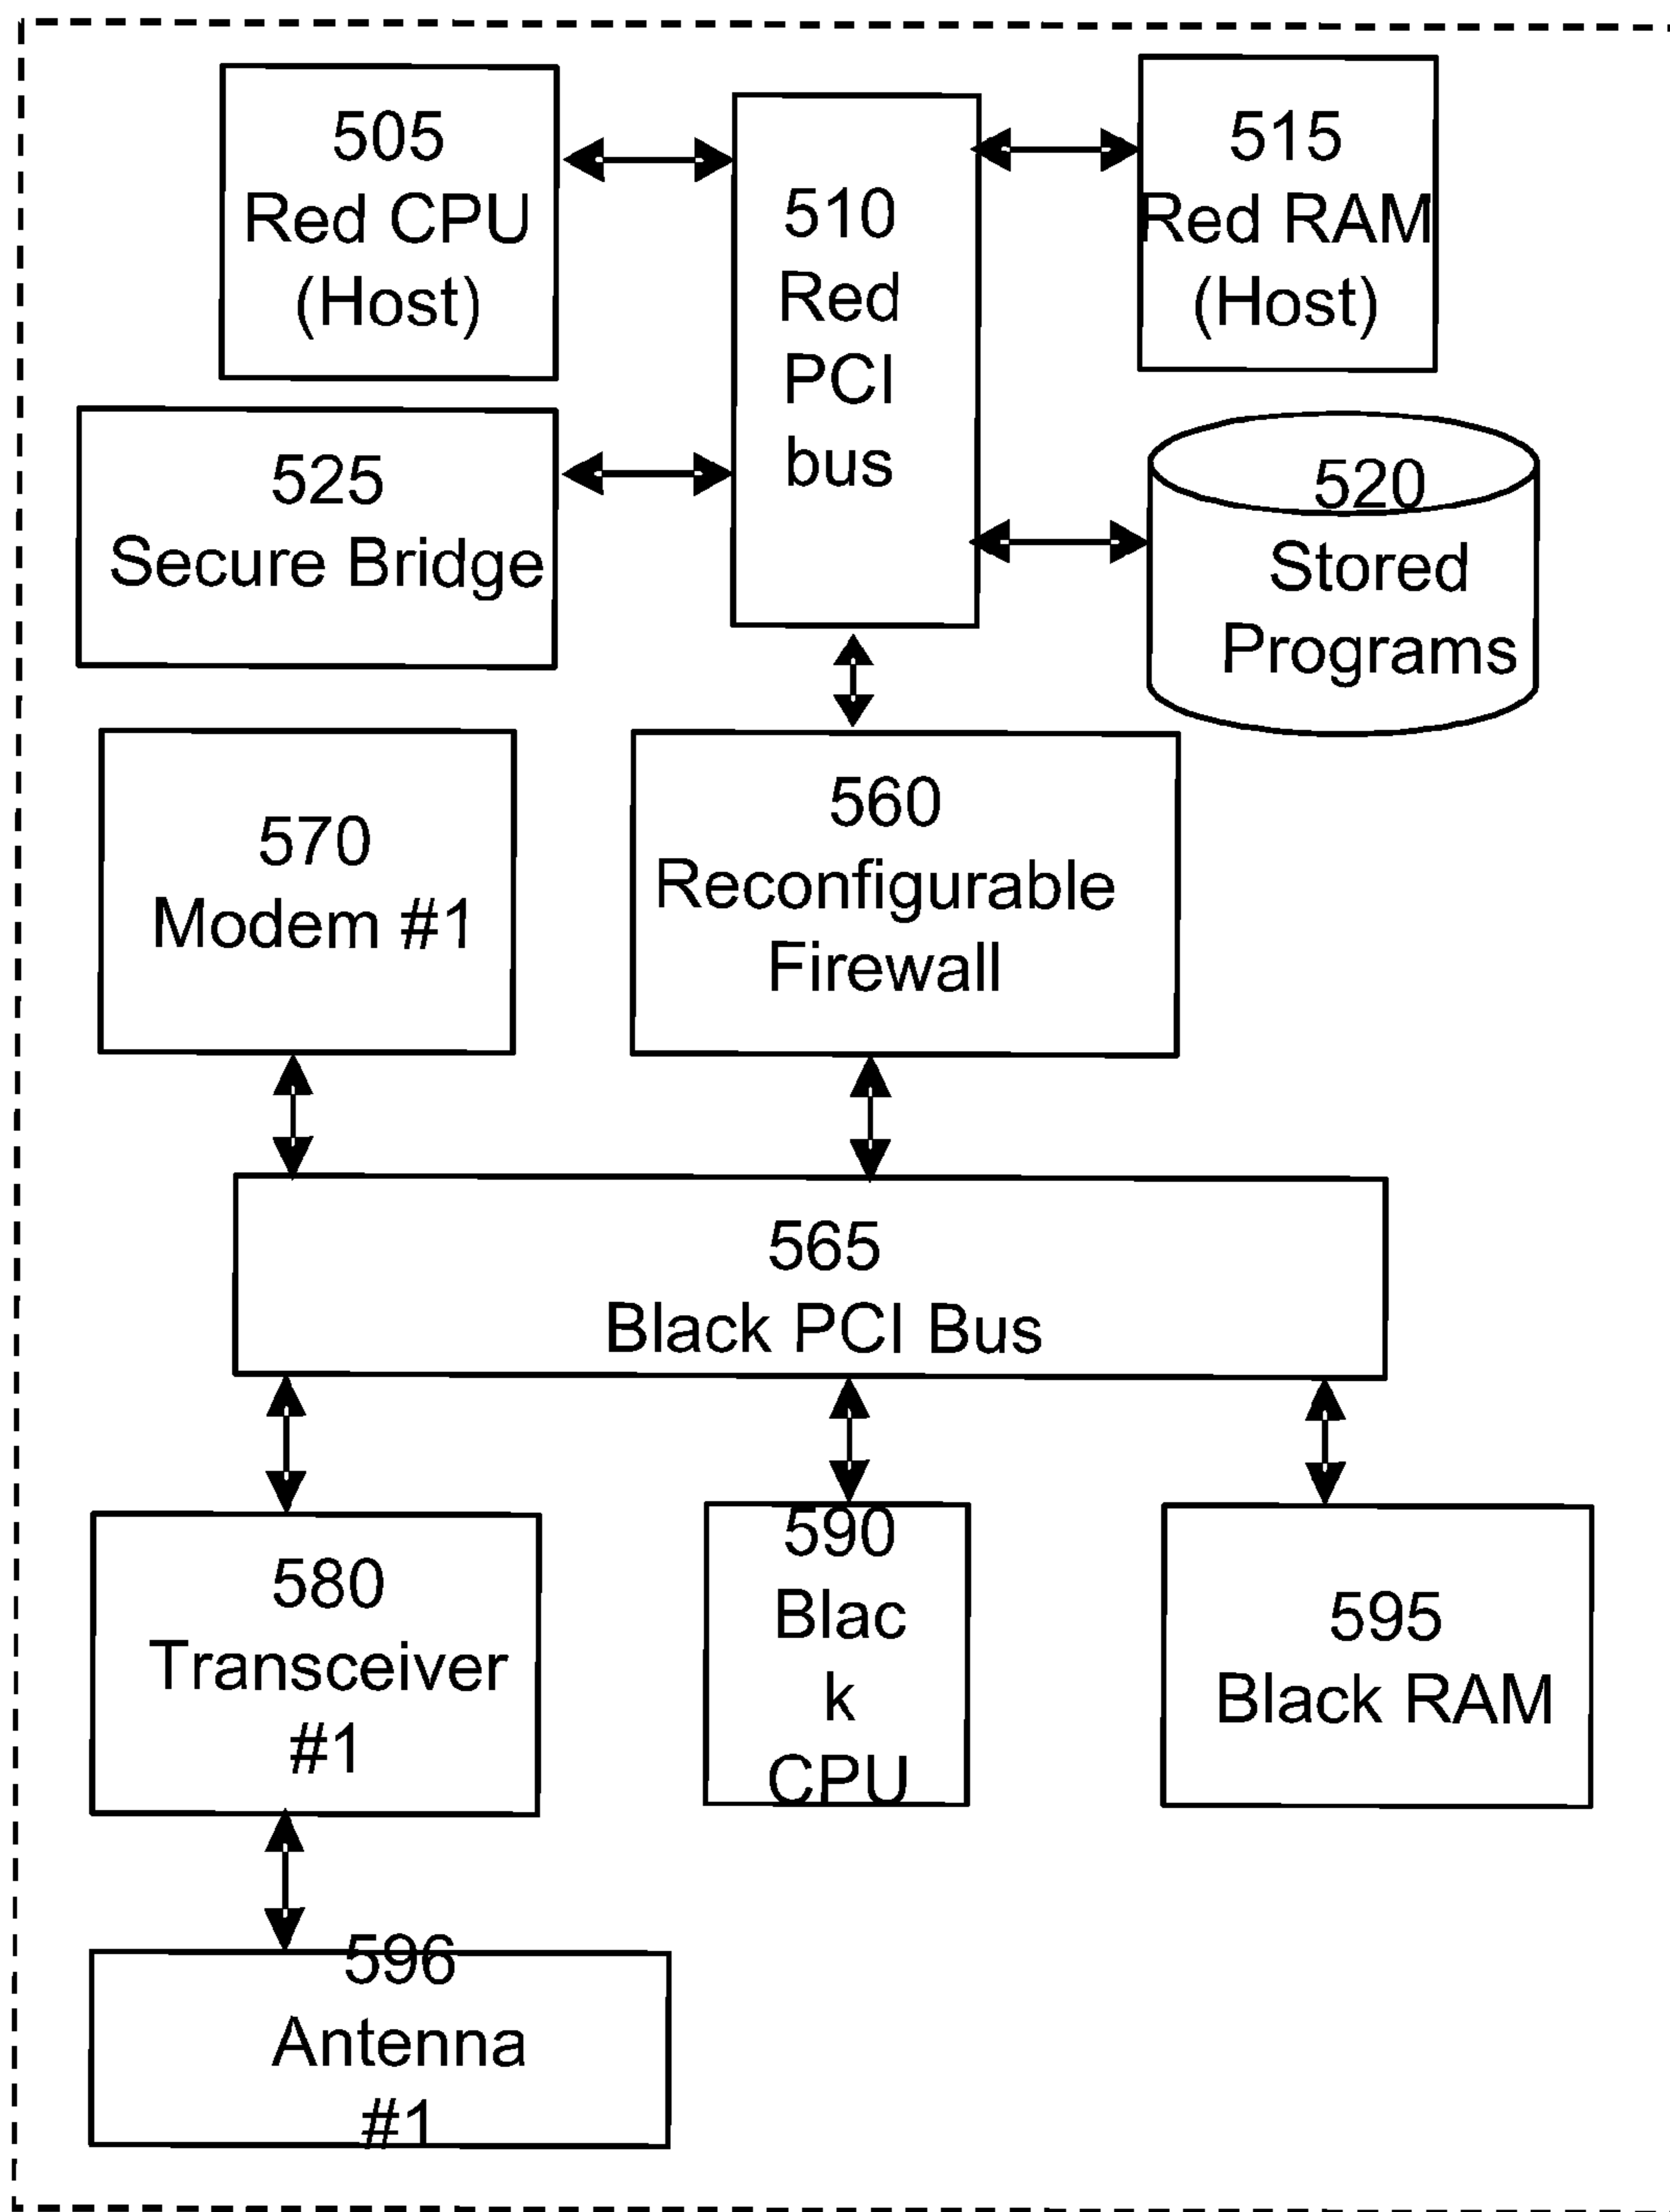 505
Red CPU
(Host)
510
Red
PCI
bus
515
Red RAM
(Host)
525
Secure Bridge
520
Stored
Programs
570
Modem #1
560
Reconfigurable
Firewall
565
Black PCI Bus
580
Transceiver
#1
590
Blac
k
CPU
595
Black RAM
596
Antenna
#1